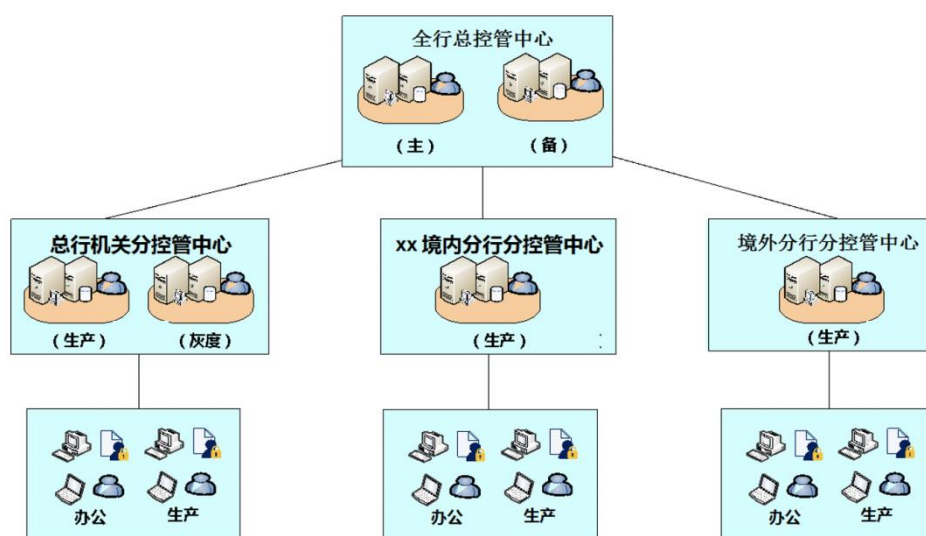 全行总控管中心
（主） （备）
总行机关分控管中心
（生产） （灰度）
xx 境内分行分控管中心
（生产）
境外分行分控管中心
（生产）
办公 生产
办公 生产
办公 生产